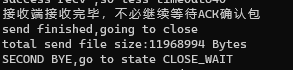 接收端接收完毕，不必继续等待ACK确认包
send finished,going to close
total send file size:11968994 Bytes
SECOND BYE,go to state CLOSE_WAIT